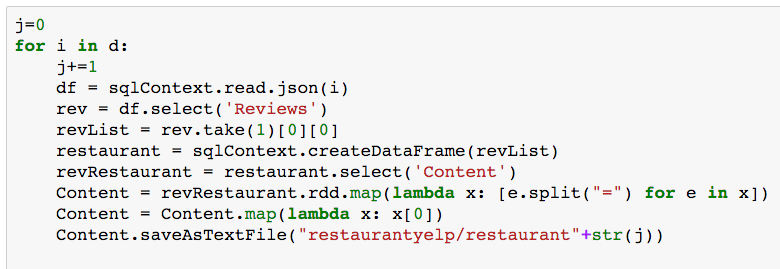 j=0
for i in d:
    j+=1
    df = sqlContext.read.json(i)
    rev = df.select('Reviews')
    revList = rev.take(1)[0][0]
    restaurant = sqlContext.createDataFrame(revList)
    revRestaurant = restaurant.select('Content')
    Content = revRestaurant.rdd.map(lambda x: [e.split("=") for e in x])
    Content = Content.map(lambda x: x[0])
    Content.saveAsTextFile("restaurantyelp/restaurant"+str(j))